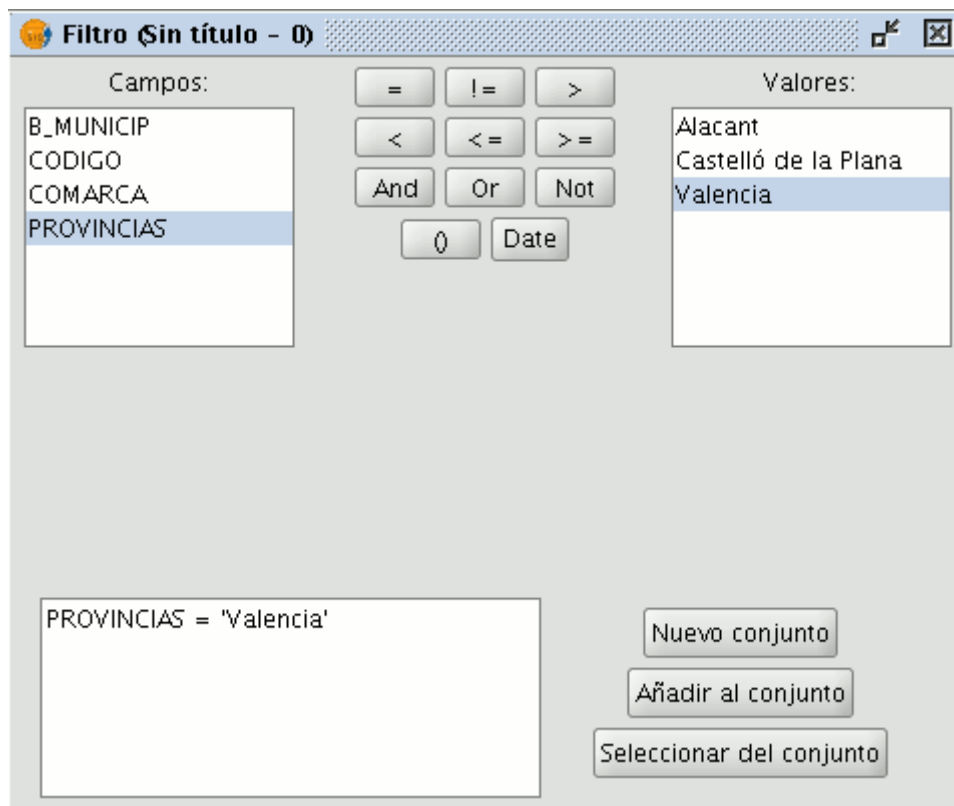 Filtro (Sin título - 0)
Campos:
B_MUNICIP
CODIGO
COMARCA
PROVINCIAS
= != >
< <= >=
And Or Not
() Date
Valores:
Alacant
Castelló de la Plana
Valencia
PROVINCIAS = 'Valencia'
Nuevo conjunto
Añadir al conjunto
Seleccionar del conjunto